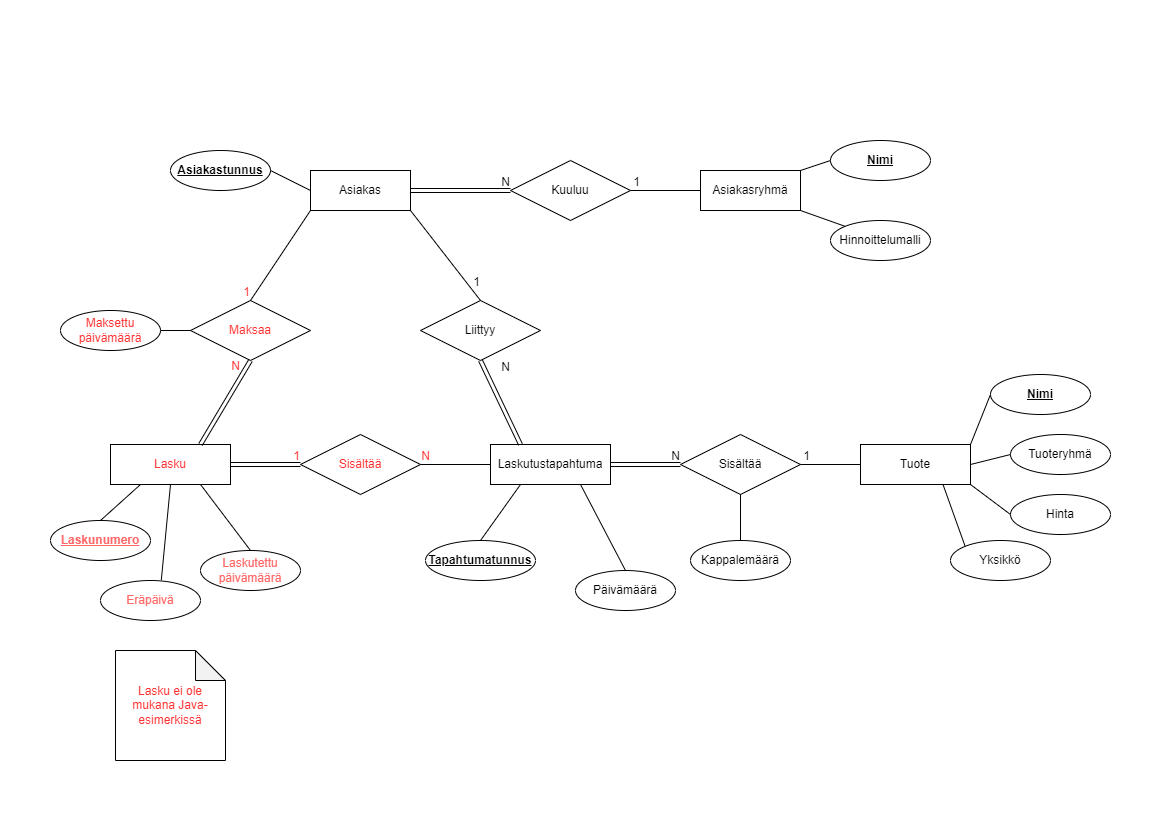 Nimi
Asiakastunnus
Asiakas
N
Kuuluu
1
Asiakasryhmä
Hinnoittelumalli
1
1
Maksettu
päivämäärä
Maksaa
Liittyy
N
N
Nimi
Lasku
1
Sisältää
N
Laskutustapahtuma
N
Sisältää
1
Tuote
Tuoteryhmä
Hinta
Laskunumero
Laskutettu
päivämäärä
Tapahtumatunnus
Kappalemäärä
Yksikkö
Eräpäivä
Päivämäärä
Lasku ei ole
mukana Java-
esimerkissä